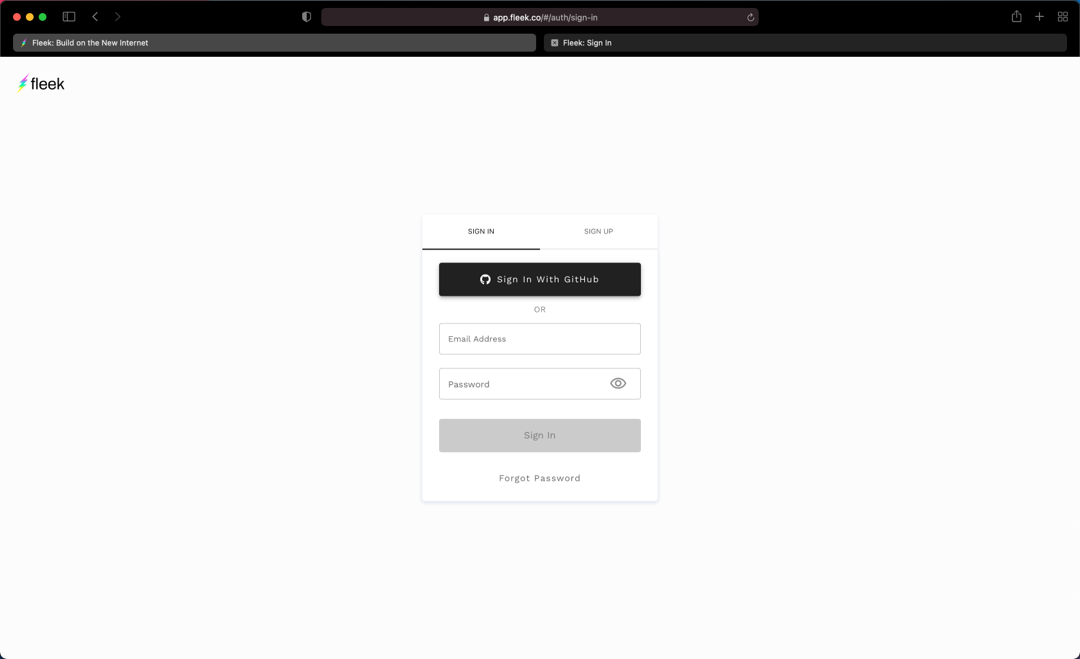 app.fleek.co/#/auth/sign-in
Fleek: Build on the New Internet
Fleek: Sign In
fleek
SIGN IN
SIGN UP
Sign In With GitHub
OR
Email Address
Password
Sign In
Forgot Password